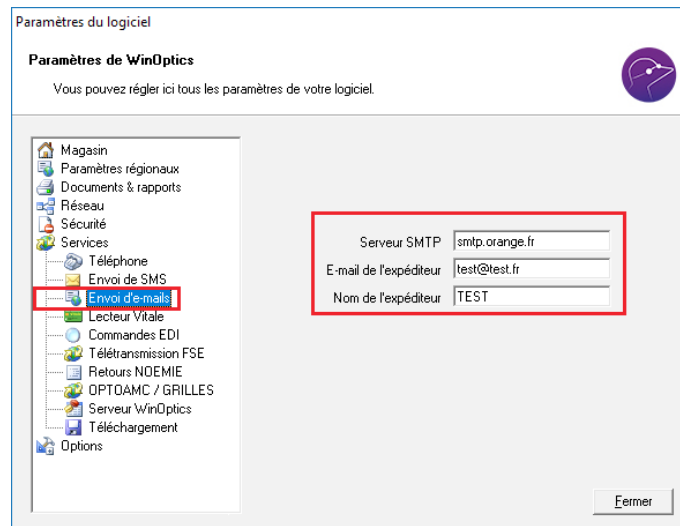 Paramètres du logiciel
Paramètres de WinOptics
Vous pouvez régler ici tous les paramètres de votre logiciel.
Magasin
Paramètres régionaux
Documents & rapports
Réseau
Sécurité
Services
Téléphone
Envoi de SMS
Envoi d'e-mails
Lecteur Vitale
Commandes EDI
Télétransmission FSE
Retours NOEMIE
OPTOAMC / GRILLES
Serveur WinOptics
Téléchargement
Options
Serveur SMTP smtp.orange.fr
E-mail de l'expéditeur test@test.fr
Nom de l'expéditeur TEST
Fermer